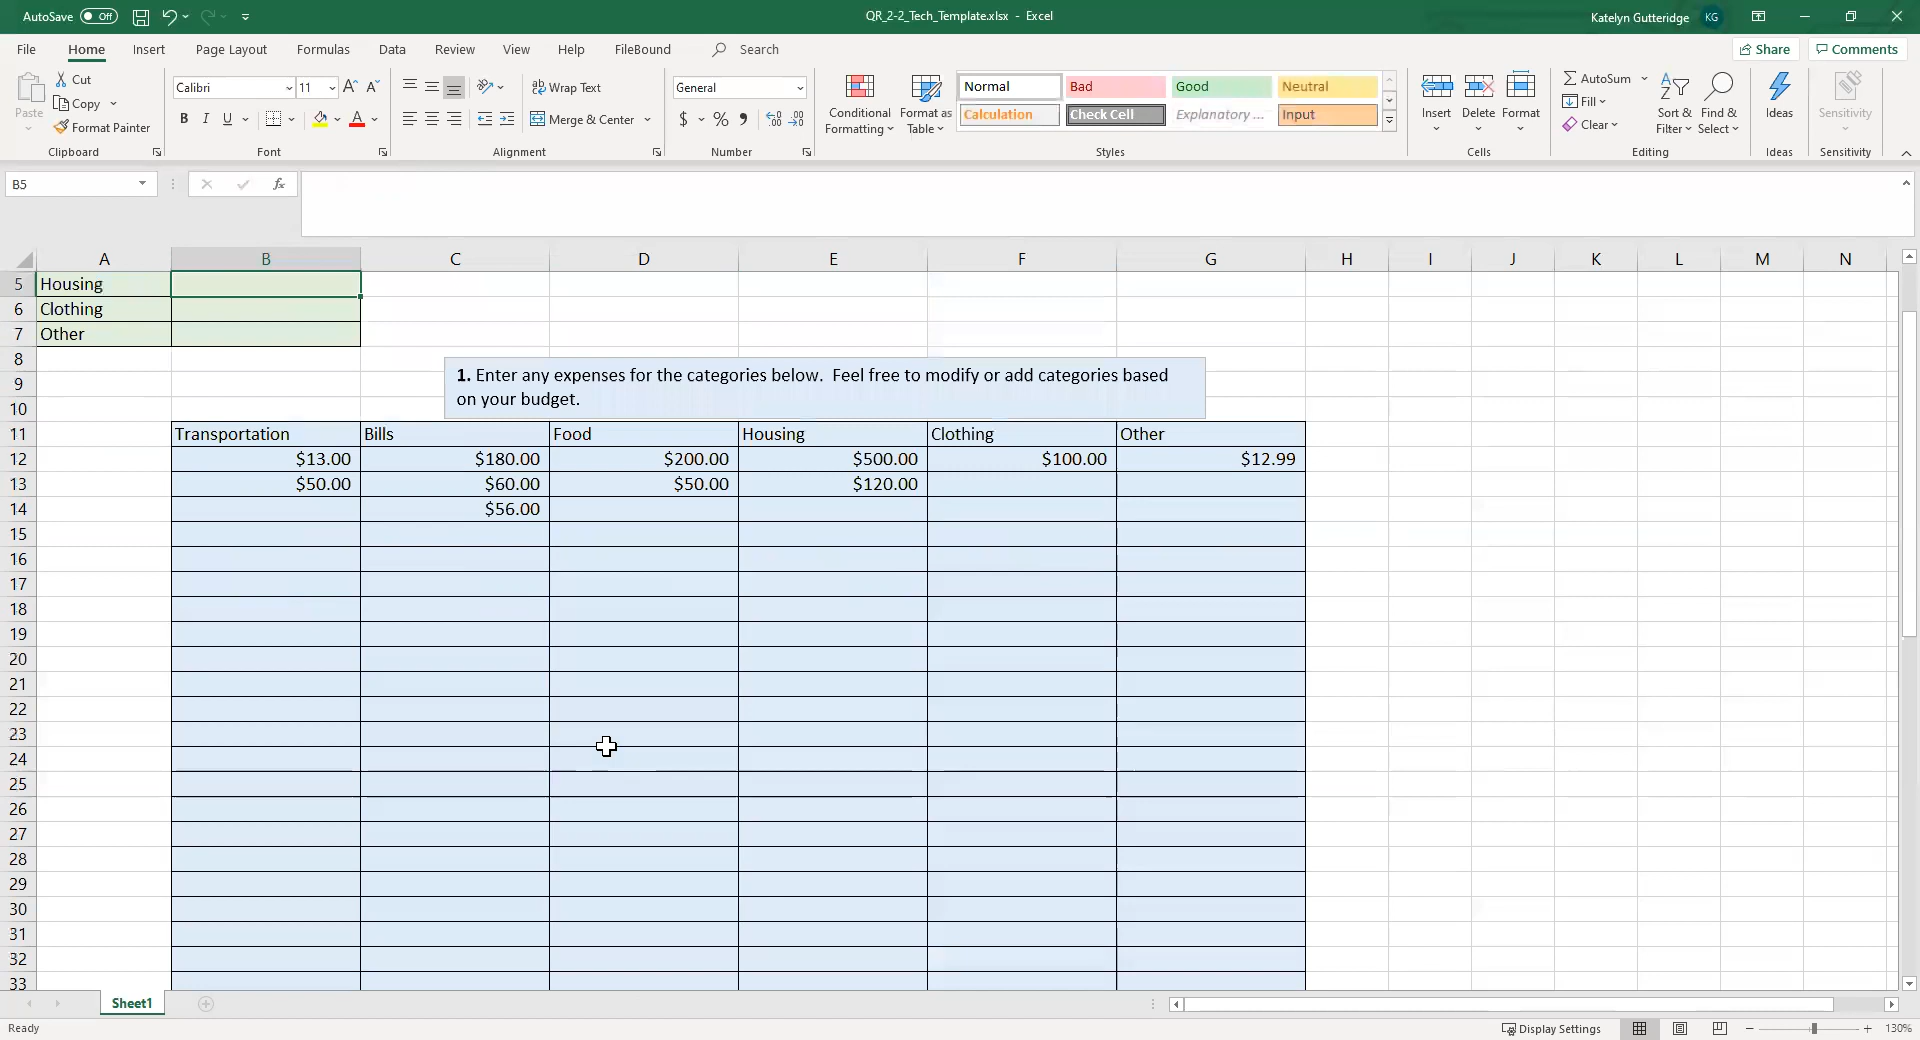 AutoSave Off QR_2-2_Tech_Template.xlsx - Excel Katelyn Gutteridge KG
File Home Insert Page Layout Formulas Data Review View Help FileBound Search Share Comments
Paste Cut Copy Format Painter
Clipboard
Calibri 11 A A
B I U A
Font
Wrap Text
Merge & Center
Alignment
General
$ % 9
Number
Conditional Formatting
Format as Table
Normal Bad Good Neutral
Calculation Check Cell Explanatory ... Input
Styles
Insert Delete Format
Cells
AutoSum
Fill
Clear
Sort & Filter
Find & Select
Editing
Ideas
Ideas
Sensitivity
Sensitivity
B5 fx
A B C D E F G H I J K L M N
5 Housing
6 Clothing
7 Other
8
9
10
1. Enter any expenses for the categories below. Feel free to modify or add categories based
on your budget.
11 Transportation Bills Food Housing Clothing Other
12 $13.00 $180.00 $200.00 $500.00 $100.00 $12.99
13 $50.00 $60.00 $50.00 $120.00
14 $56.00
15
16
17
18
19
20
21
22
23
24
25
26
27
28
29
30
31
32
33
Sheet1
Ready Display Settings 130%